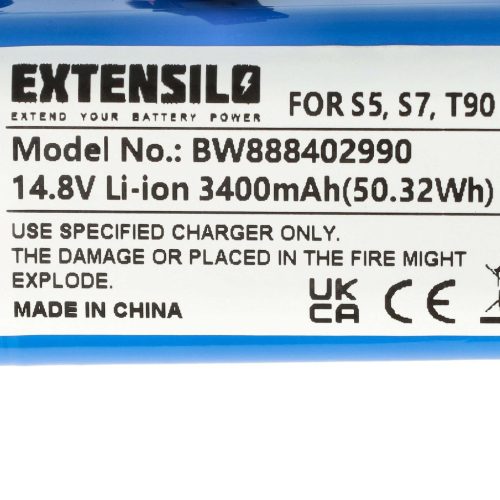 EXTENSILO
EXTEND YOUR BATTERY POWER
FOR S5, S7, T90
Model No.: BW888402990
14.8V Li-ion 3400mAh(50.32Wh)
USE SPECIFIED CHARGER ONLY.
THE DAMAGE OR PLACED IN THE FIRE MIGHT
EXPLODE.
MADE IN CHINA
UK
CA
CE